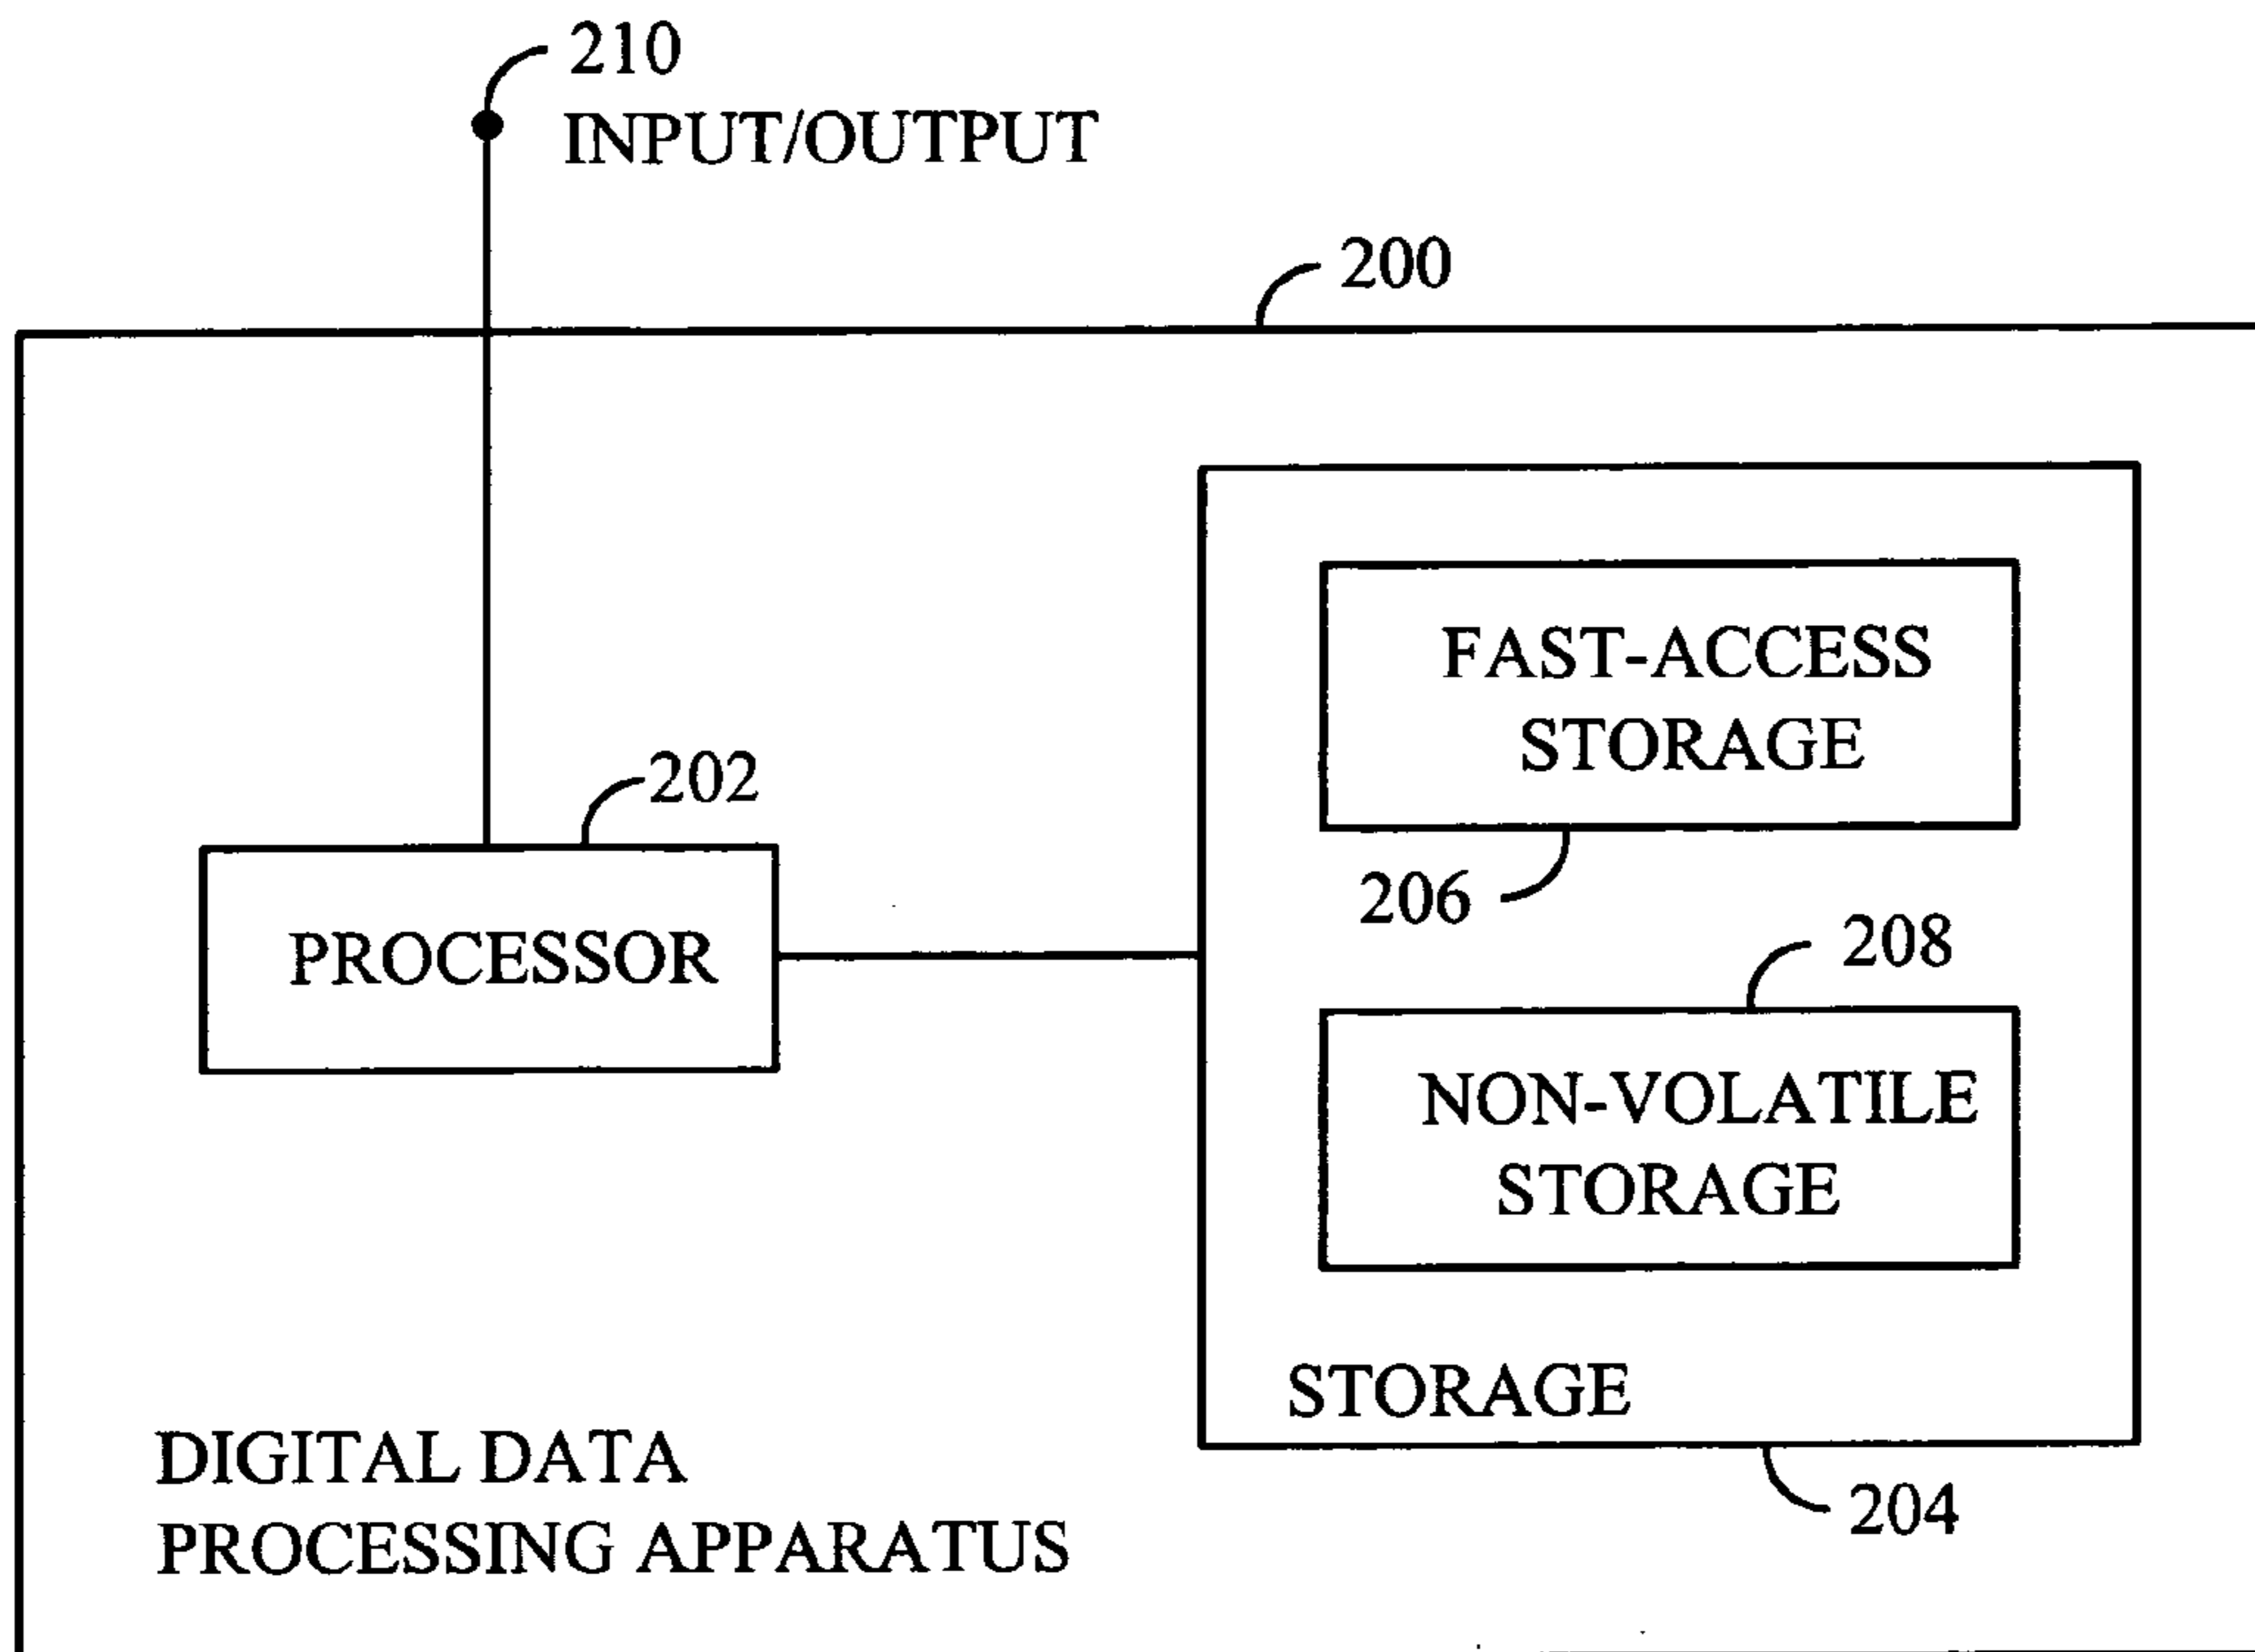 210
INPUT/OUTPUT
200
FAST-ACCESS
STORAGE
202
206
208
PROCESSOR
NON-VOLATILE
STORAGE
STORAGE
204
DIGITAL DATA
PROCESSING APPARATUS